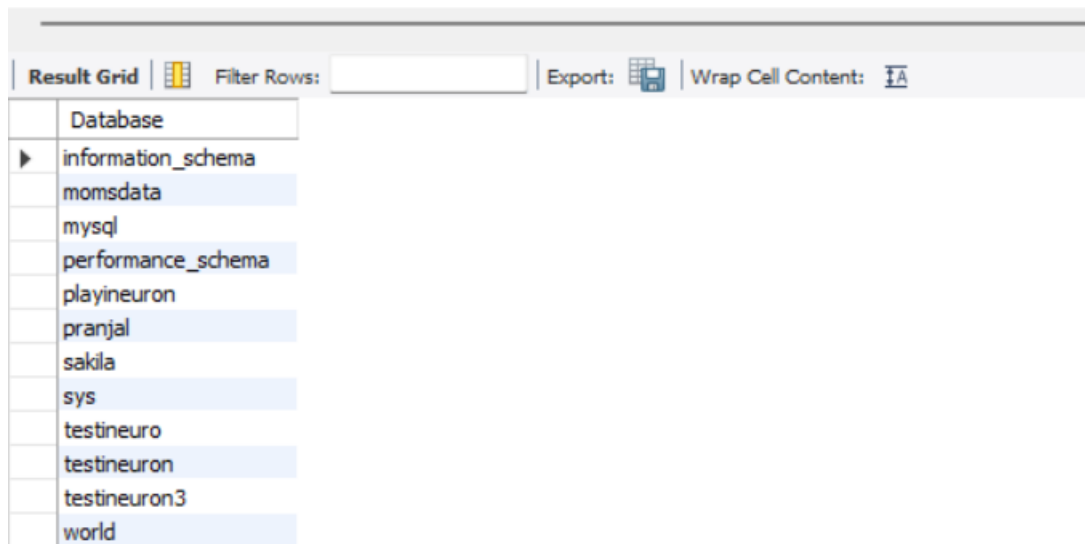 Result Grid Filter Rows: Export: Wrap Cell Content: IA
Database
information_schema
momsdata
mysql
performance_schema
playineuron
pranjal
sakila
sys
testineuro
testineuron
testineuron3
world